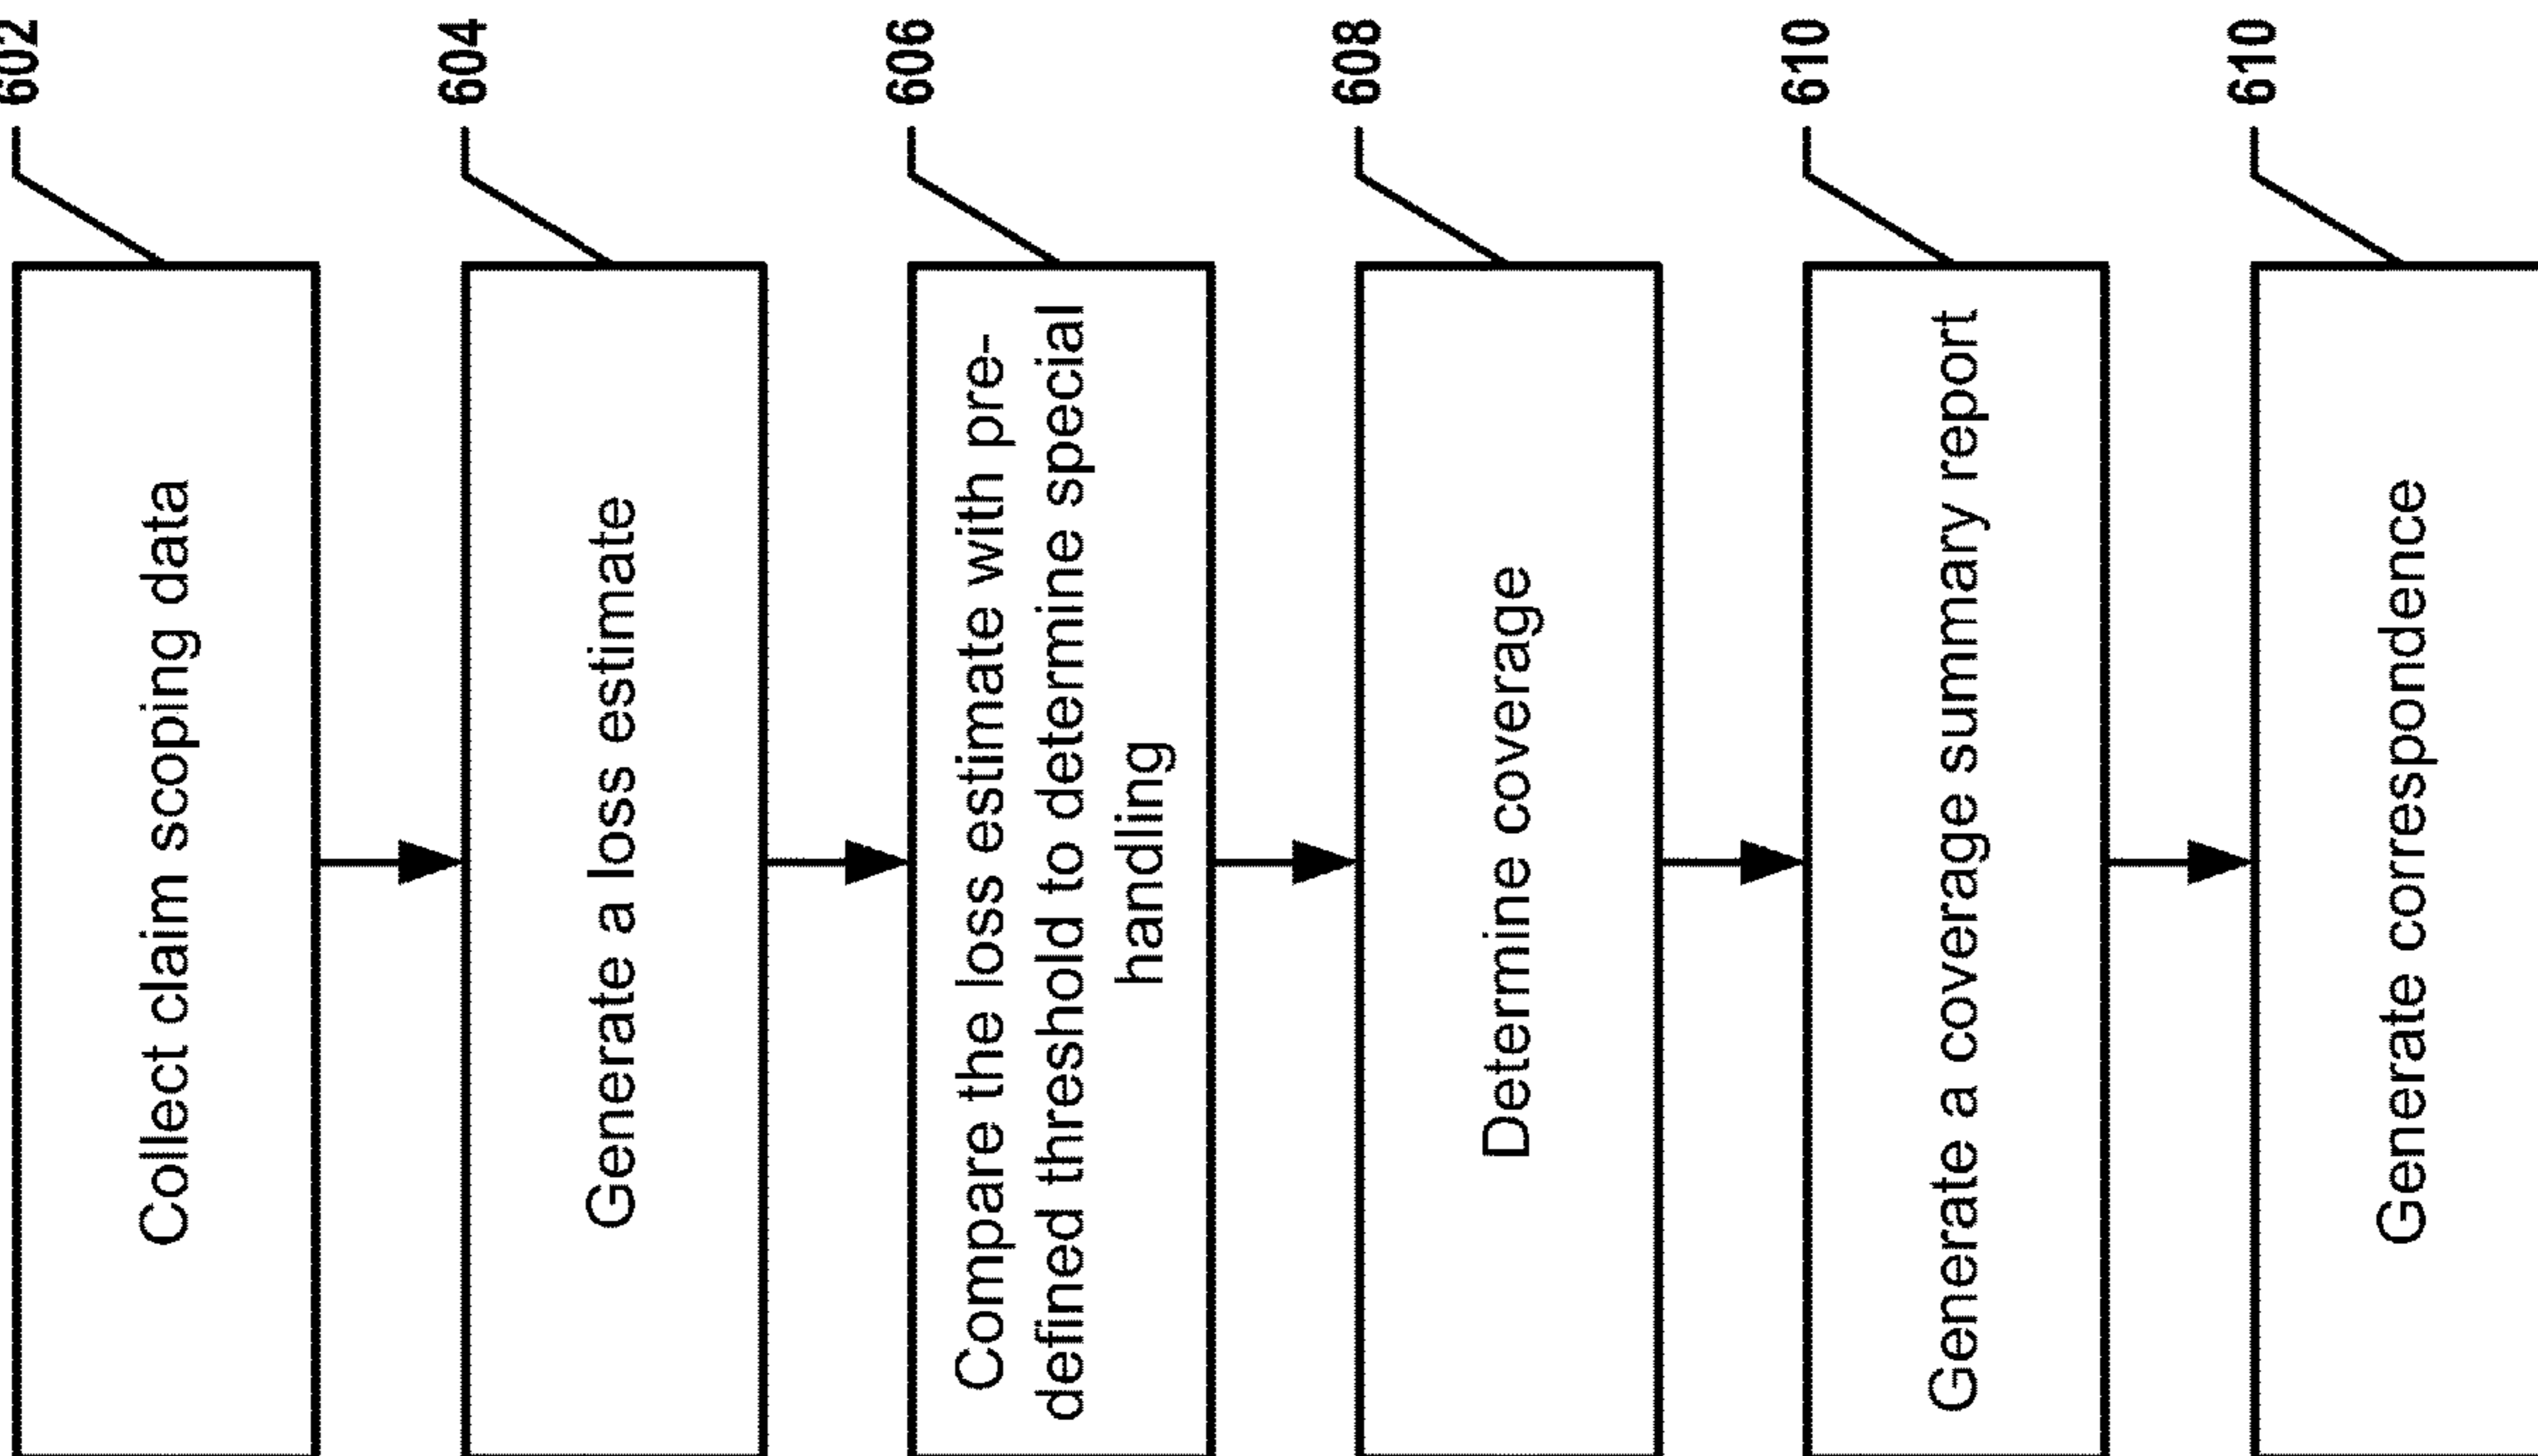 602
Collect claim scoping data
604
Generate a loss estimate
606
Compare the loss estimate with pre-
defined threshold to determine special
handling
608
Determine coverage
610
Generate a coverage summary report
610
Generate correspondence